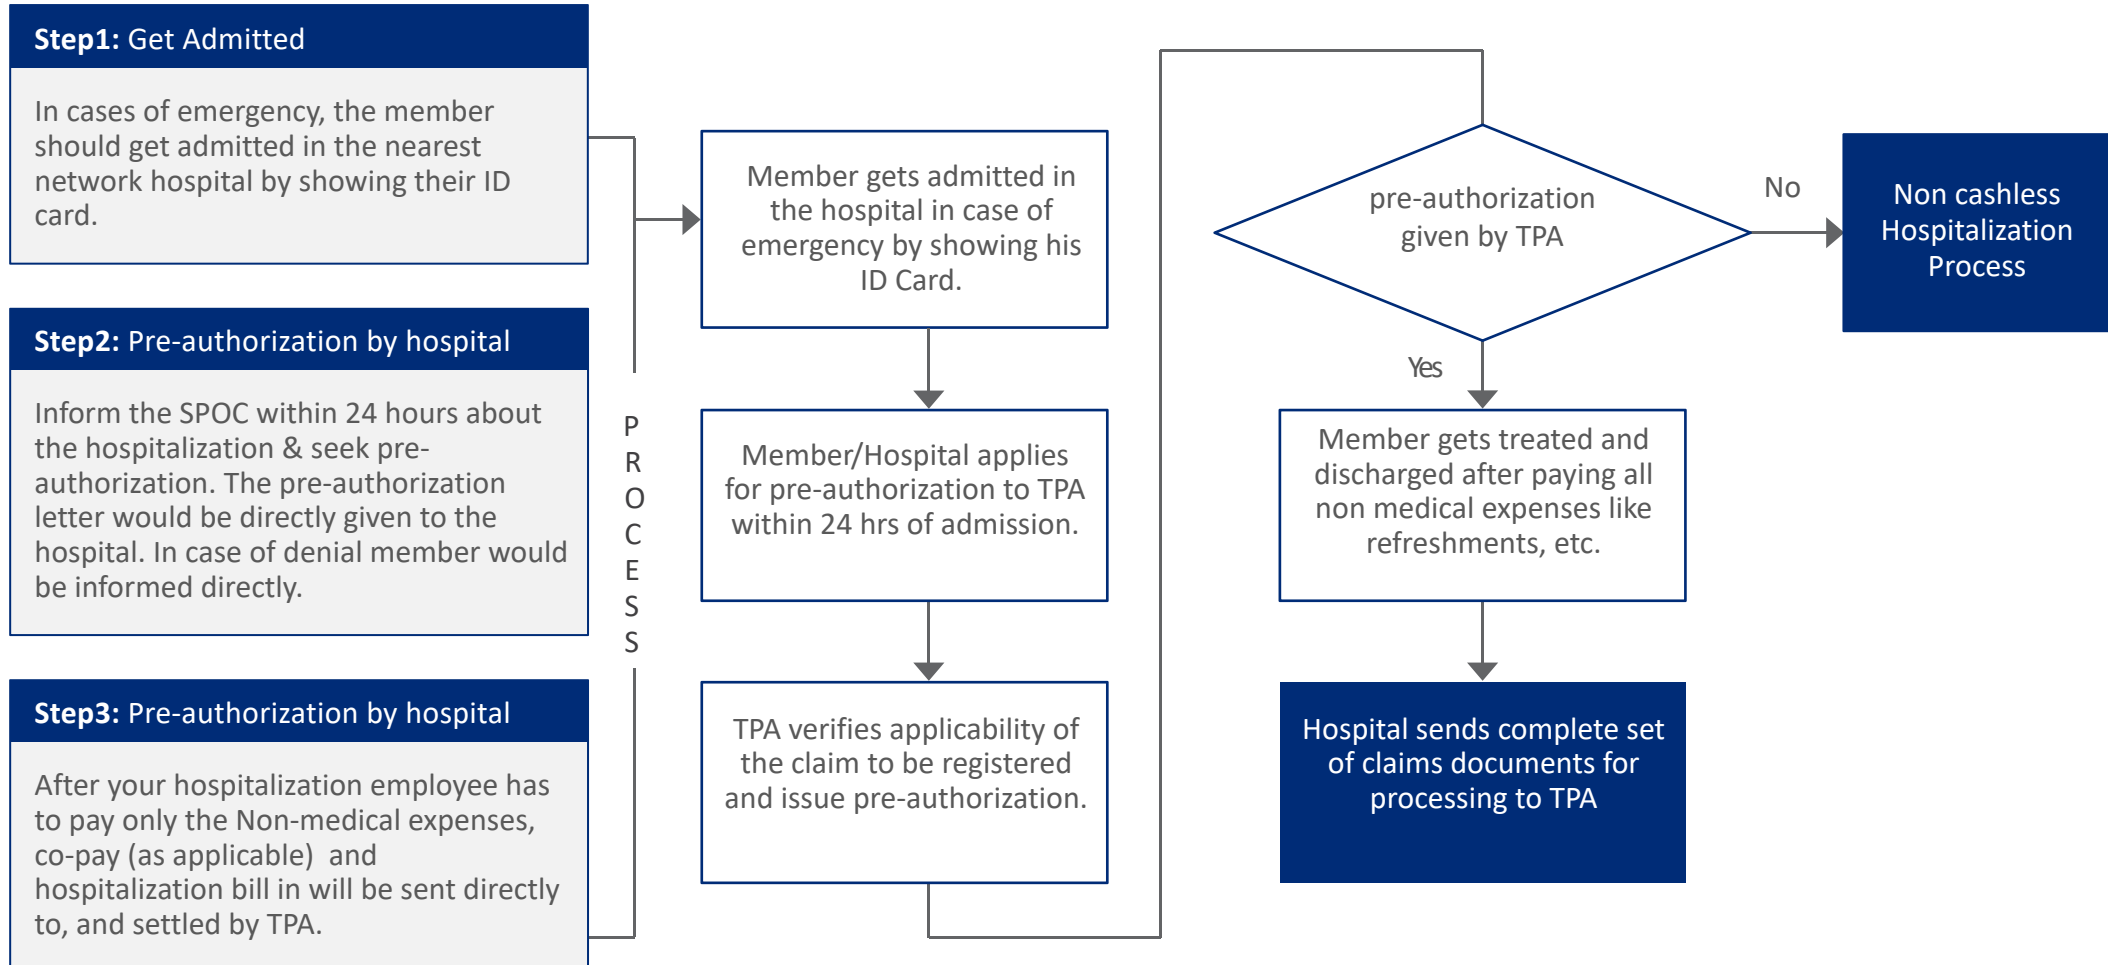 Step1: Get Admitted
In cases of emergency, the member
should get admitted in the nearest
network hospital by showing their ID
card.
Step2: Pre-authorization by hospital
Inform the SPOC within 24 hours about
the hospitalization & seek pre-
authorization. The pre-authorization
letter would be directly given to the
hospital. In case of denial member would
be informed directly.
Step3: Pre-authorization by hospital
After your hospitalization employee has
to pay only the Non-medical expenses,
co-pay (as applicable) and
hospitalization bill in will be sent directly
to, and settled by TPA.
P
R
O
C
E
S
S
Member gets admitted in
the hospital in case of
emergency by showing his
ID Card.
Member/Hospital applies
for pre-authorization to TPA
within 24 hrs of admission.
TPA verifies applicability of
the claim to be registered
and issue pre-authorization.
pre-authorization
given by TPA
No
Non cashless
Hospitalization
Process
Yes
Member gets treated and
discharged after paying all
non medical expenses like
refreshments, etc.
Hospital sends complete set
of claims documents for
processing to TPA